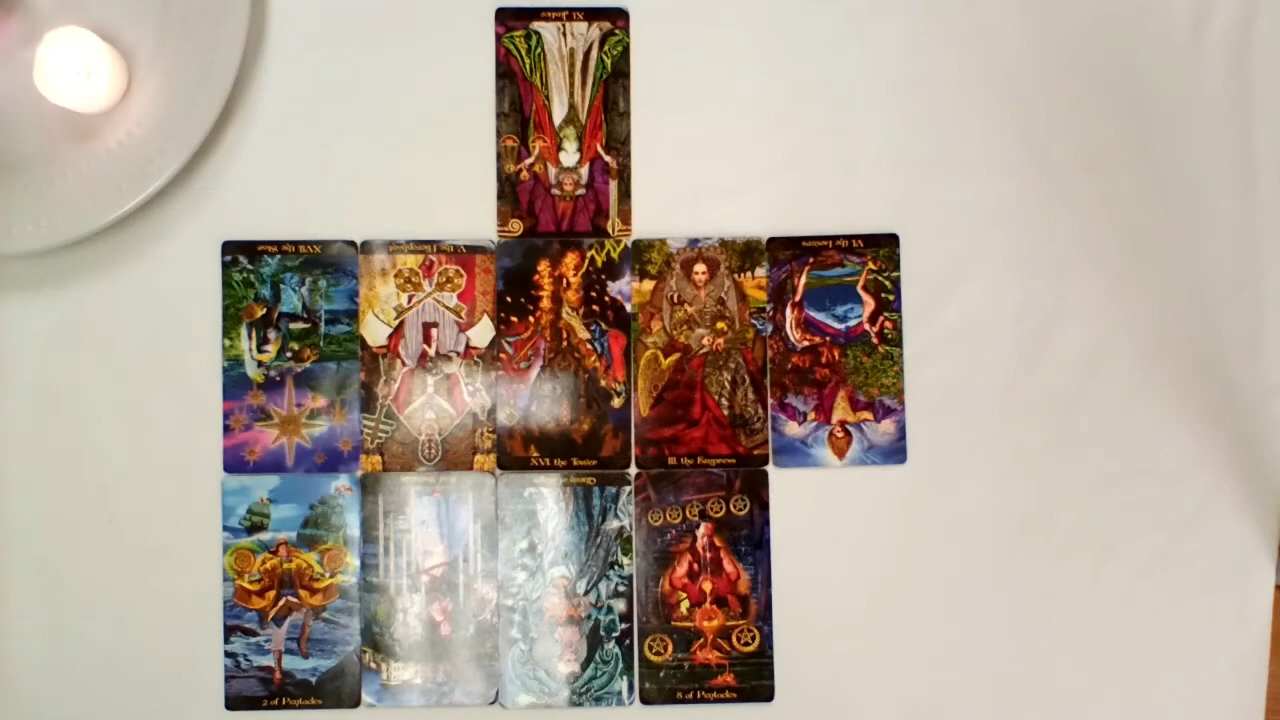 XI. Justice
XVII. the Star
V. the Hierophant
XVI the Tower
III. the Empress
VI. the Lovers
2 of Pentacles
8 of Pentacles